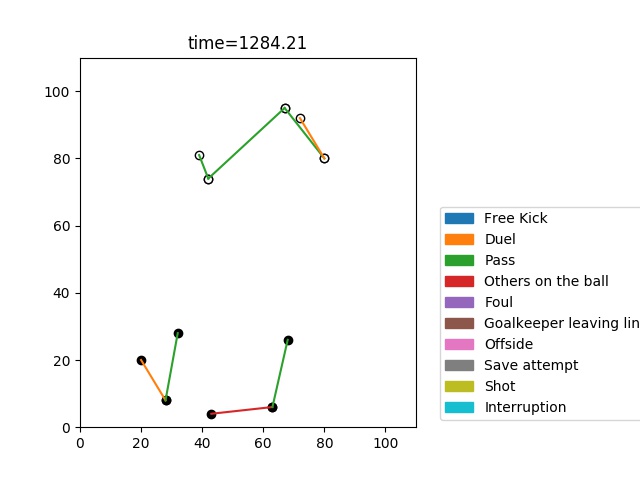 time=1284.21
100
80
60
40
20
0
0 20 40 60 80 100
Free Kick
Duel
Pass
Others on the ball
Foul
Goalkeeper leaving lin
Offside
Save attempt
Shot
Interruption